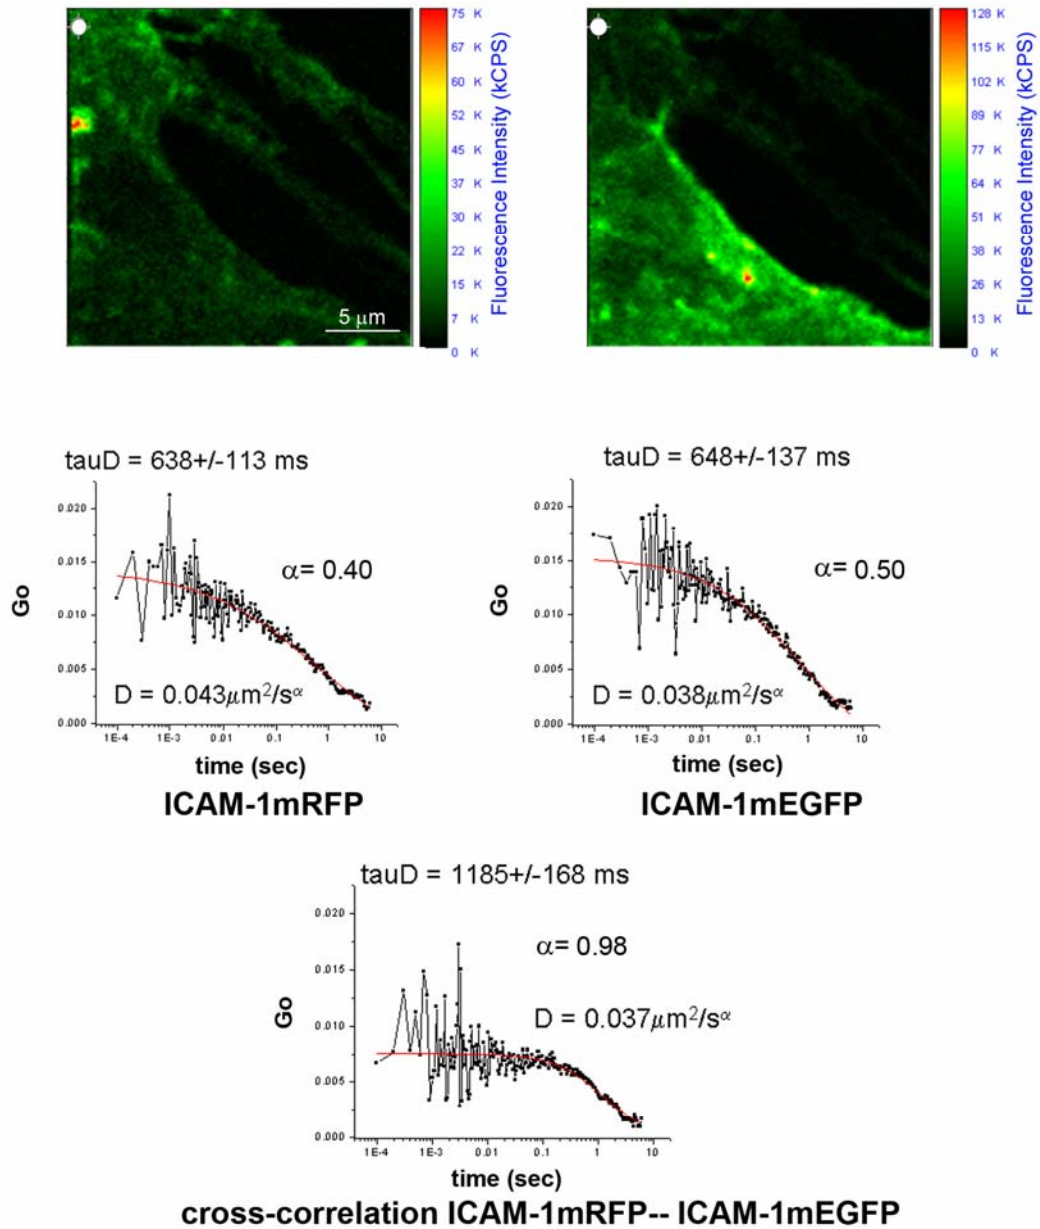 75 K
67 K
60 K
52 K
45 K
37 K
30 K
22 K
15 K
7 K
0 K
Fluorescence Intensity (kCPS)
5 μm
128 K
115 K
102 K
89 K
77 K
64 K
51 K
38 K
26 K
13 K
0 K
Fluorescence Intensity (kCPS)
tauD = 638+/-113 ms
0.020
0.015
0.010
0.005
0.000
Go
α= 0.40
D = 0.043μm²/sᵅ
1E-4 1E-3 0.01 0.1 1 10
time (sec)
ICAM-1mRFP
tauD = 648+/-137 ms
0.020
0.015
0.010
0.005
0.000
Go
α= 0.50
D = 0.038μm²/sᵅ
1E-4 1E-3 0.01 0.1 1 10
time (sec)
ICAM-1mEGFP
tauD = 1185+/-168 ms
0.020
0.015
0.010
0.005
0.000
Go
α= 0.98
D = 0.037μm²/sᵅ
1E-4 1E-3 0.01 0.1 1 10
time (sec)
cross-correlation ICAM-1mRFP-- ICAM-1mEGFP